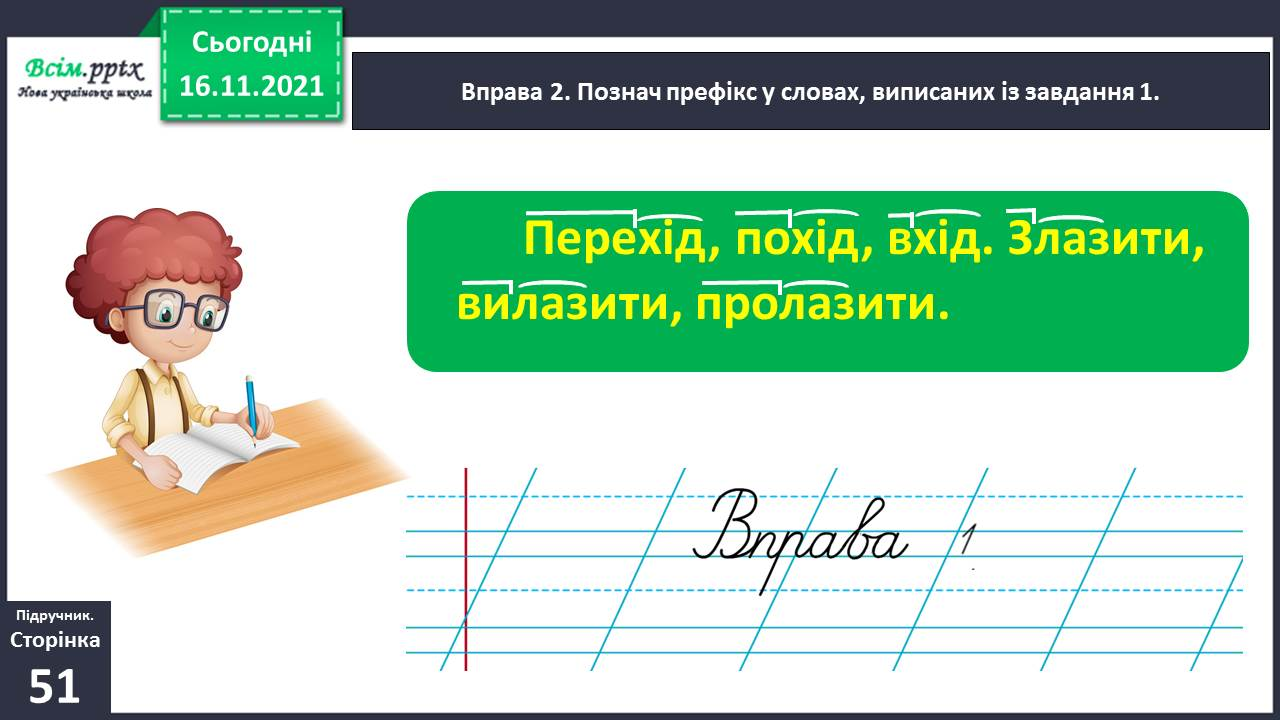 Всім.pptx
Нова українська школа
Сьогодні
16.11.2021
Вправа 2. Познач префікс у словах, виписаних із завдання 1.
Перехід, похід, вхід. Злазити,
вилазити, пролазити.
Вправа 1.
Підручник.
Сторінка
51